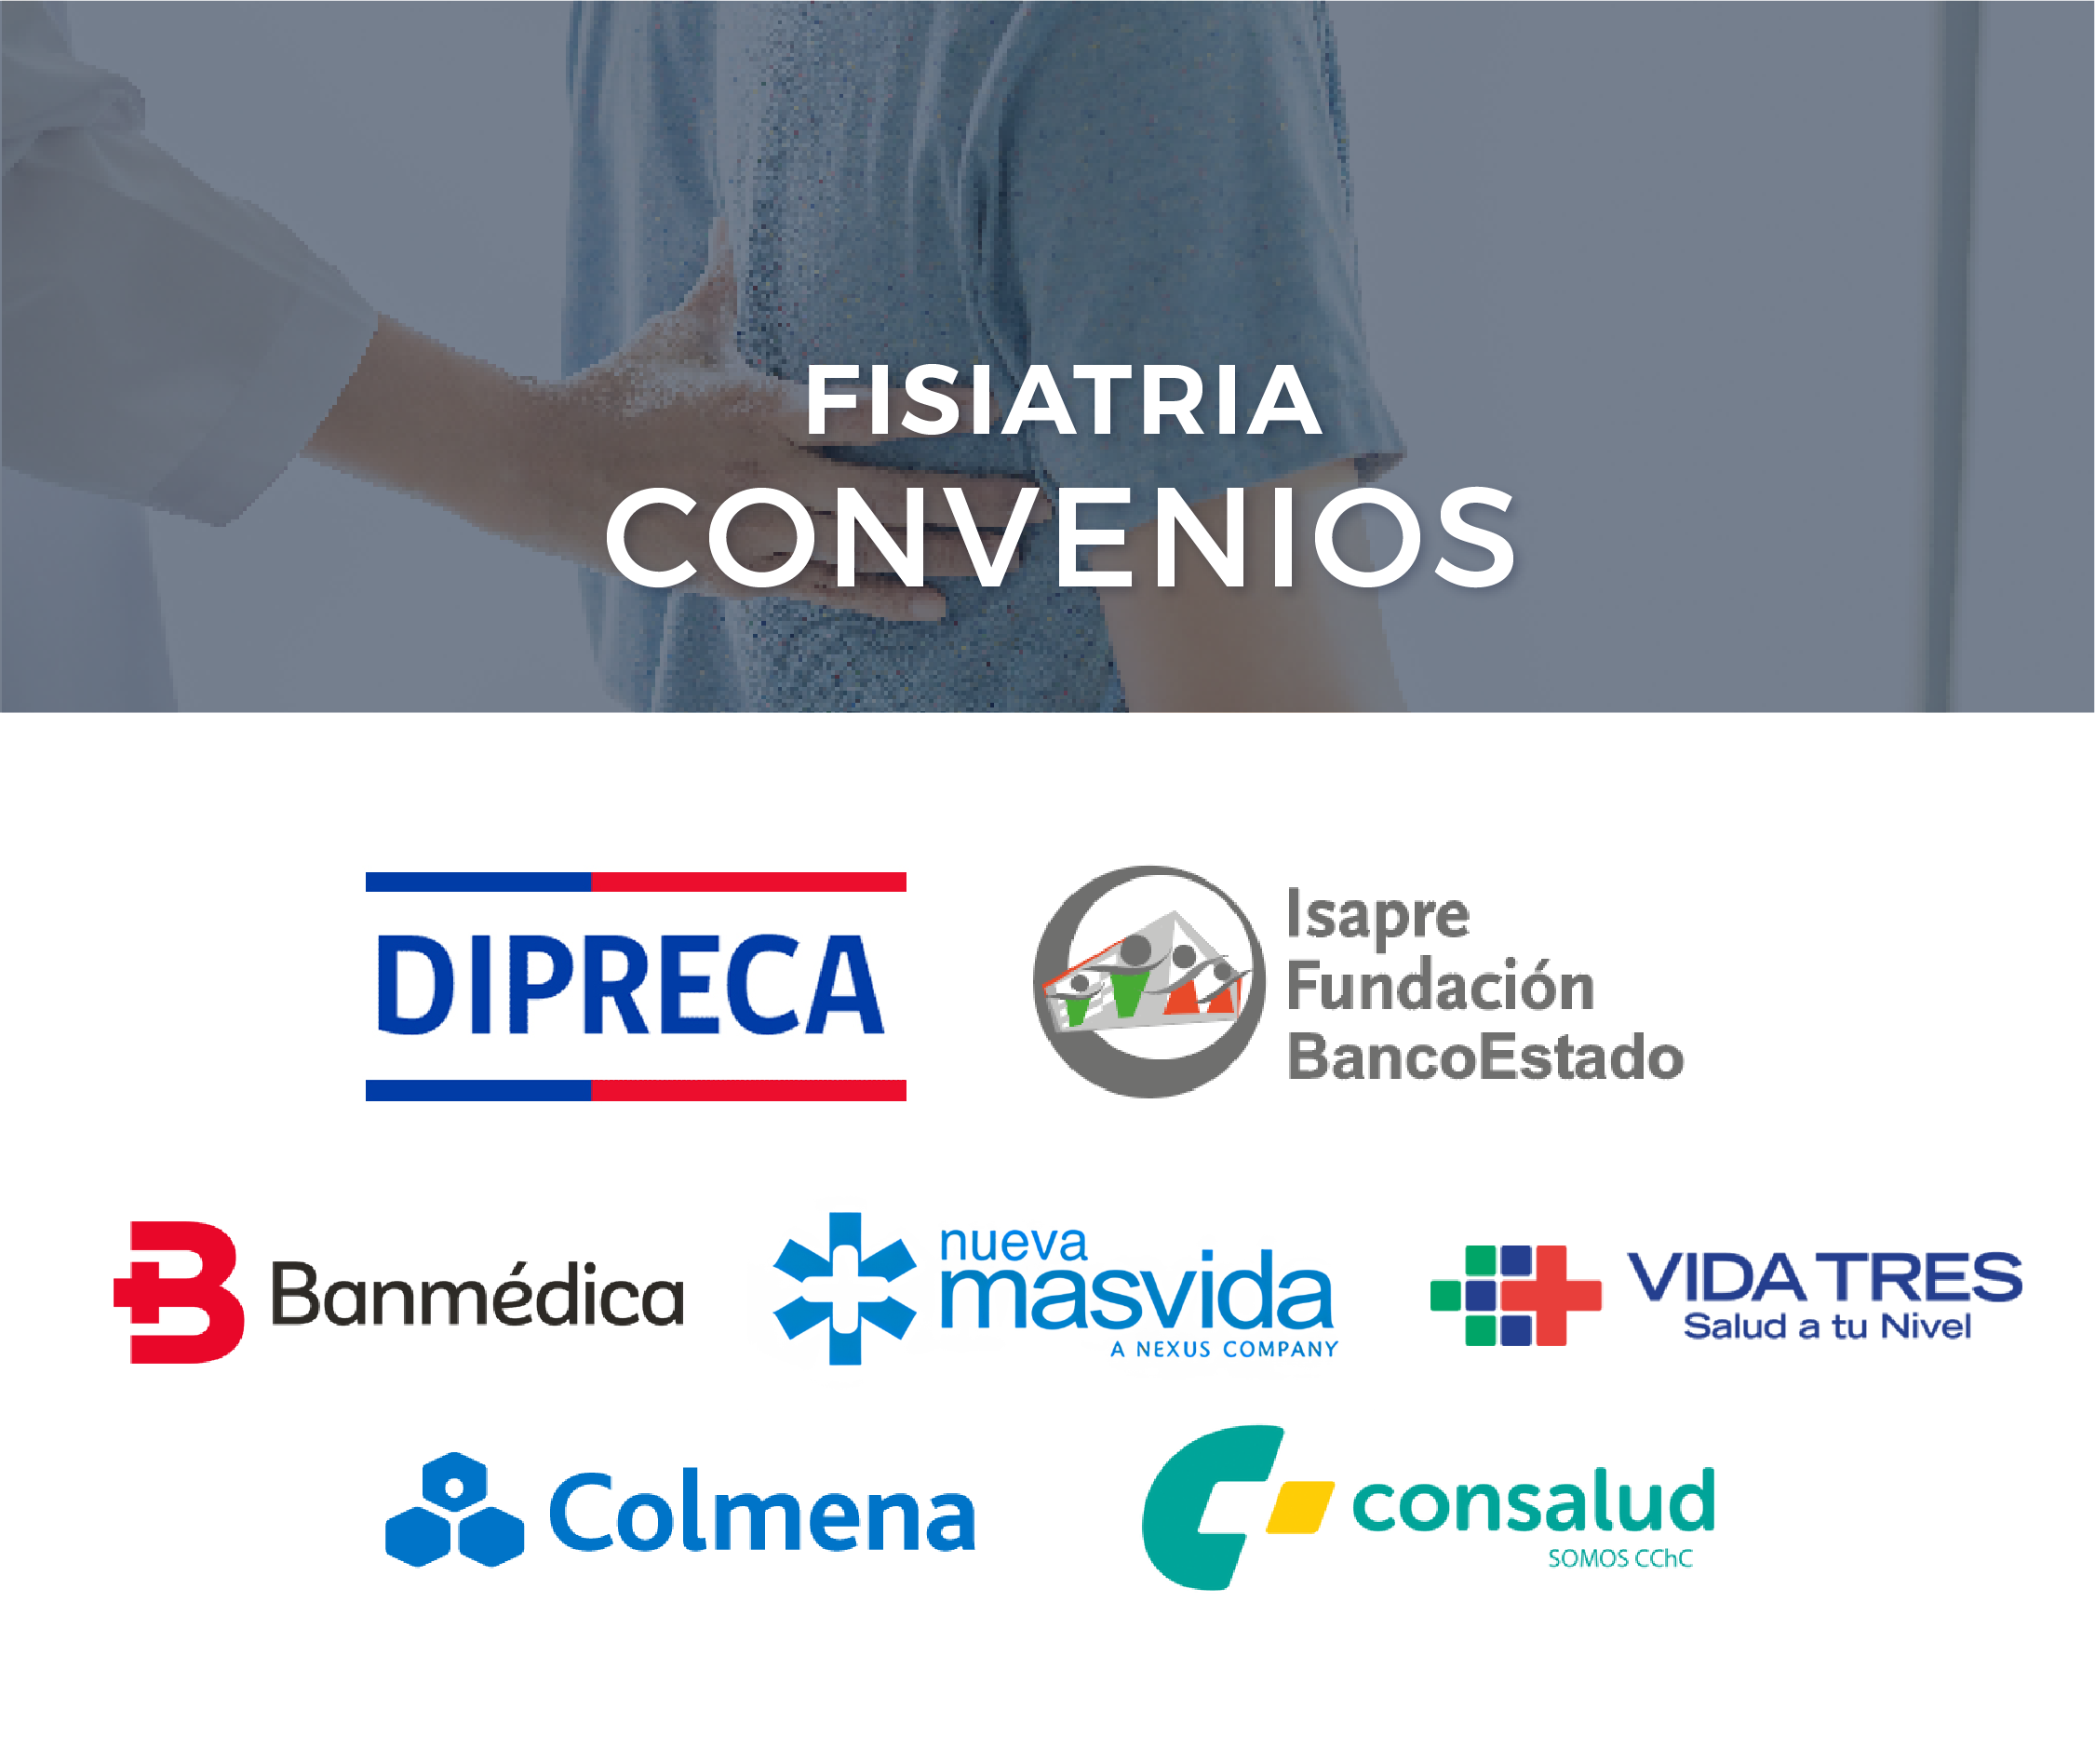 FISIATRIA
CONVENIOS
DIPRECA
Isapre
Fundación
BancoEstado
Banmédica
nueva
masvida
A NEXUS COMPANY
VIDA TRES
Salud a tu Nivel
Colmena
consalud
SOMOS CChC